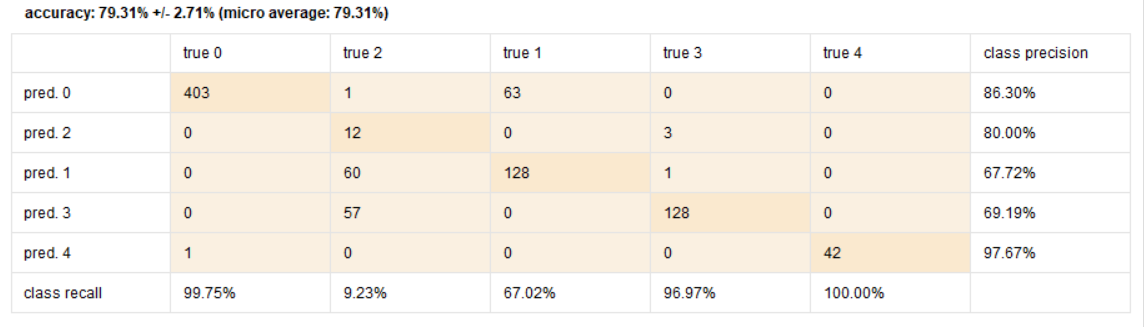 accuracy: 79.31% +/- 2.71% (micro average: 79.31%)
true 0 true 2 true 1 true 3 true 4 class precision
pred. 0 403 1 63 0 0 86.30%
pred. 2 0 12 0 3 0 80.00%
pred. 1 0 60 128 1 0 67.72%
pred. 3 0 57 0 128 0 69.19%
pred. 4 1 0 0 0 42 97.67%
class recall 99.75% 9.23% 67.02% 96.97% 100.00%